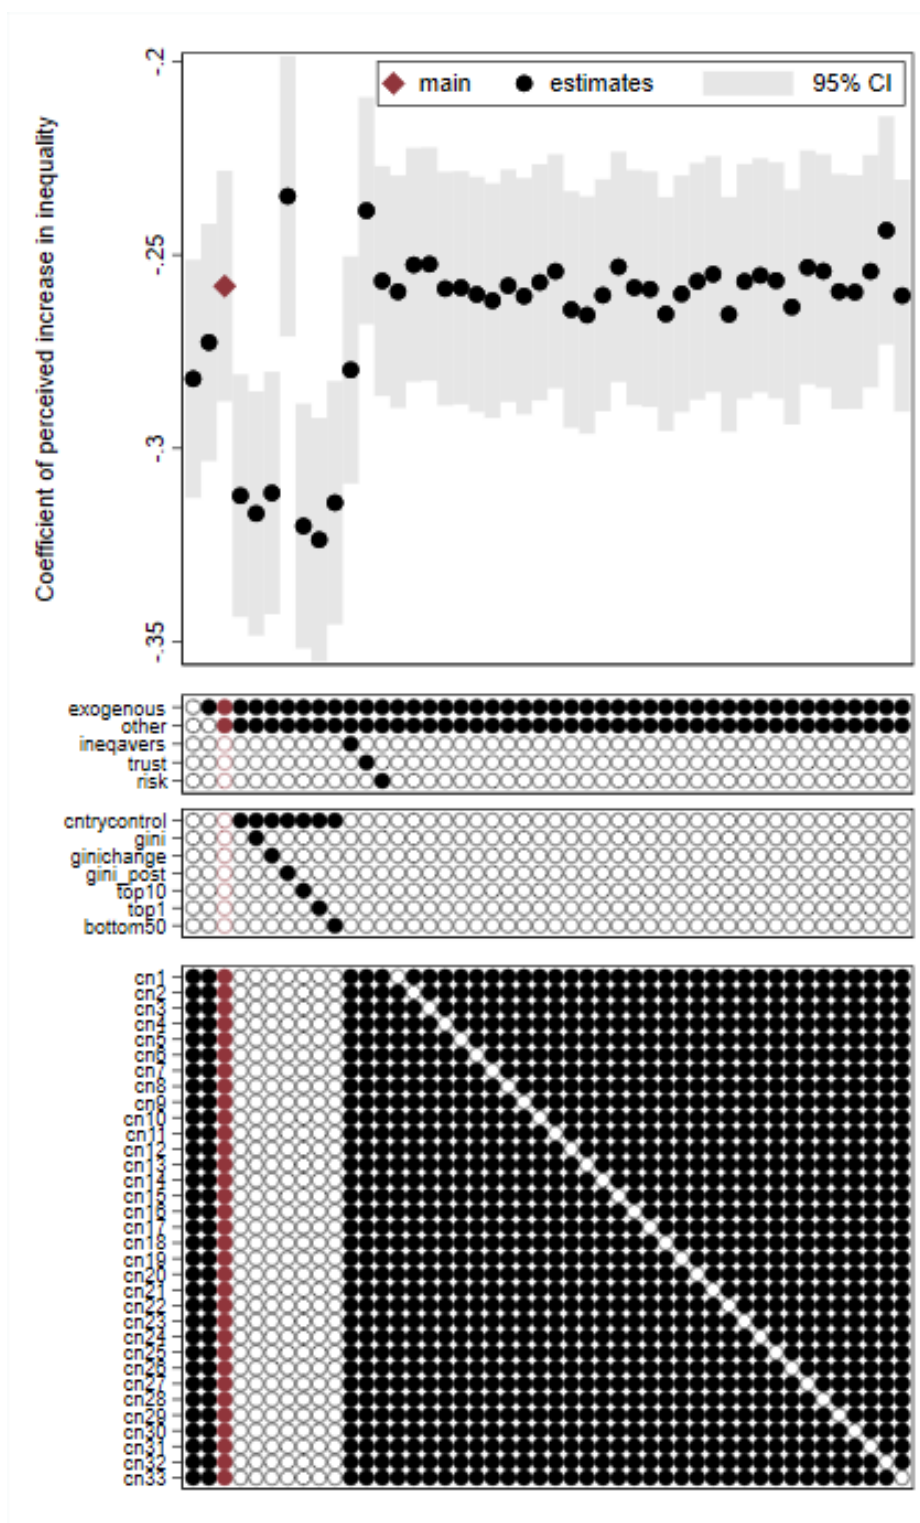 Coefficient of perceived increase in inequality
-.2
-.25
-.3
-.35
main estimates 95% CI
exogenous
other
ineqavers
trust
risk
cntrycontrol
gini
ginichange
gini_post
top10
top1
bottom50
cn1
cn2
cn3
cn4
cn5
cn6
cn7
cn8
cn9
cn10
cn11
cn12
cn13
cn14
cn15
cn16
cn17
cn18
cn19
cn20
cn21
cn22
cn23
cn24
cn25
cn26
cn27
cn28
cn29
cn30
cn31
cn32
cn33